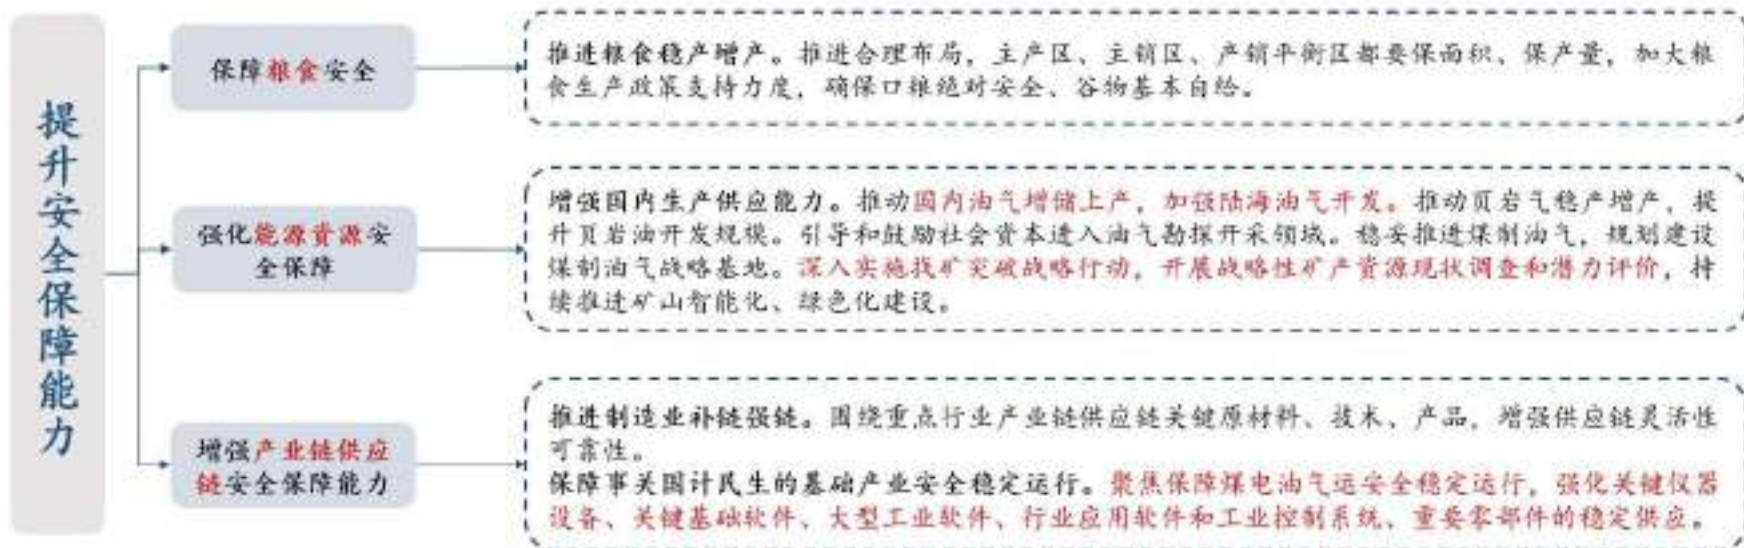 提升安全保障能力
保障粮食安全
推进粮食稳产增产。推进合理布局，主产区、主销区、产销平衡区都要保面积、保产量，加大粮
食生产政策支持力度，确保口粮绝对安全、谷物基本自给。
强化能源资源安
全保障
增强国内生产供应能力。推动国内油气增储上产，加强陆海油气开发。推动页岩气稳产增产，提
升页岩油开发规模。引导和鼓励社会资本进入油气勘探开采领域。稳妥推进煤制油气，规划建设
煤制油气战略基地。深入实施找矿突破战略行动，开展战略性矿产资源现状调查和潜力评价，持
续推进矿山智能化、绿色化建设。
增强产业链供应
链安全保障能力
推进制造业补链强链。围绕重点行业产业链供应链关键原材料、技术、产品，增强供应链灵活性
可靠性。
保障事关国计民生的基础产业安全稳定运行。聚焦保障煤电油气运安全稳定运行，强化关键仪器
设备、关键基础软件、大型工业软件、行业应用软件和工业控制系统、重要零部件的稳定供应。